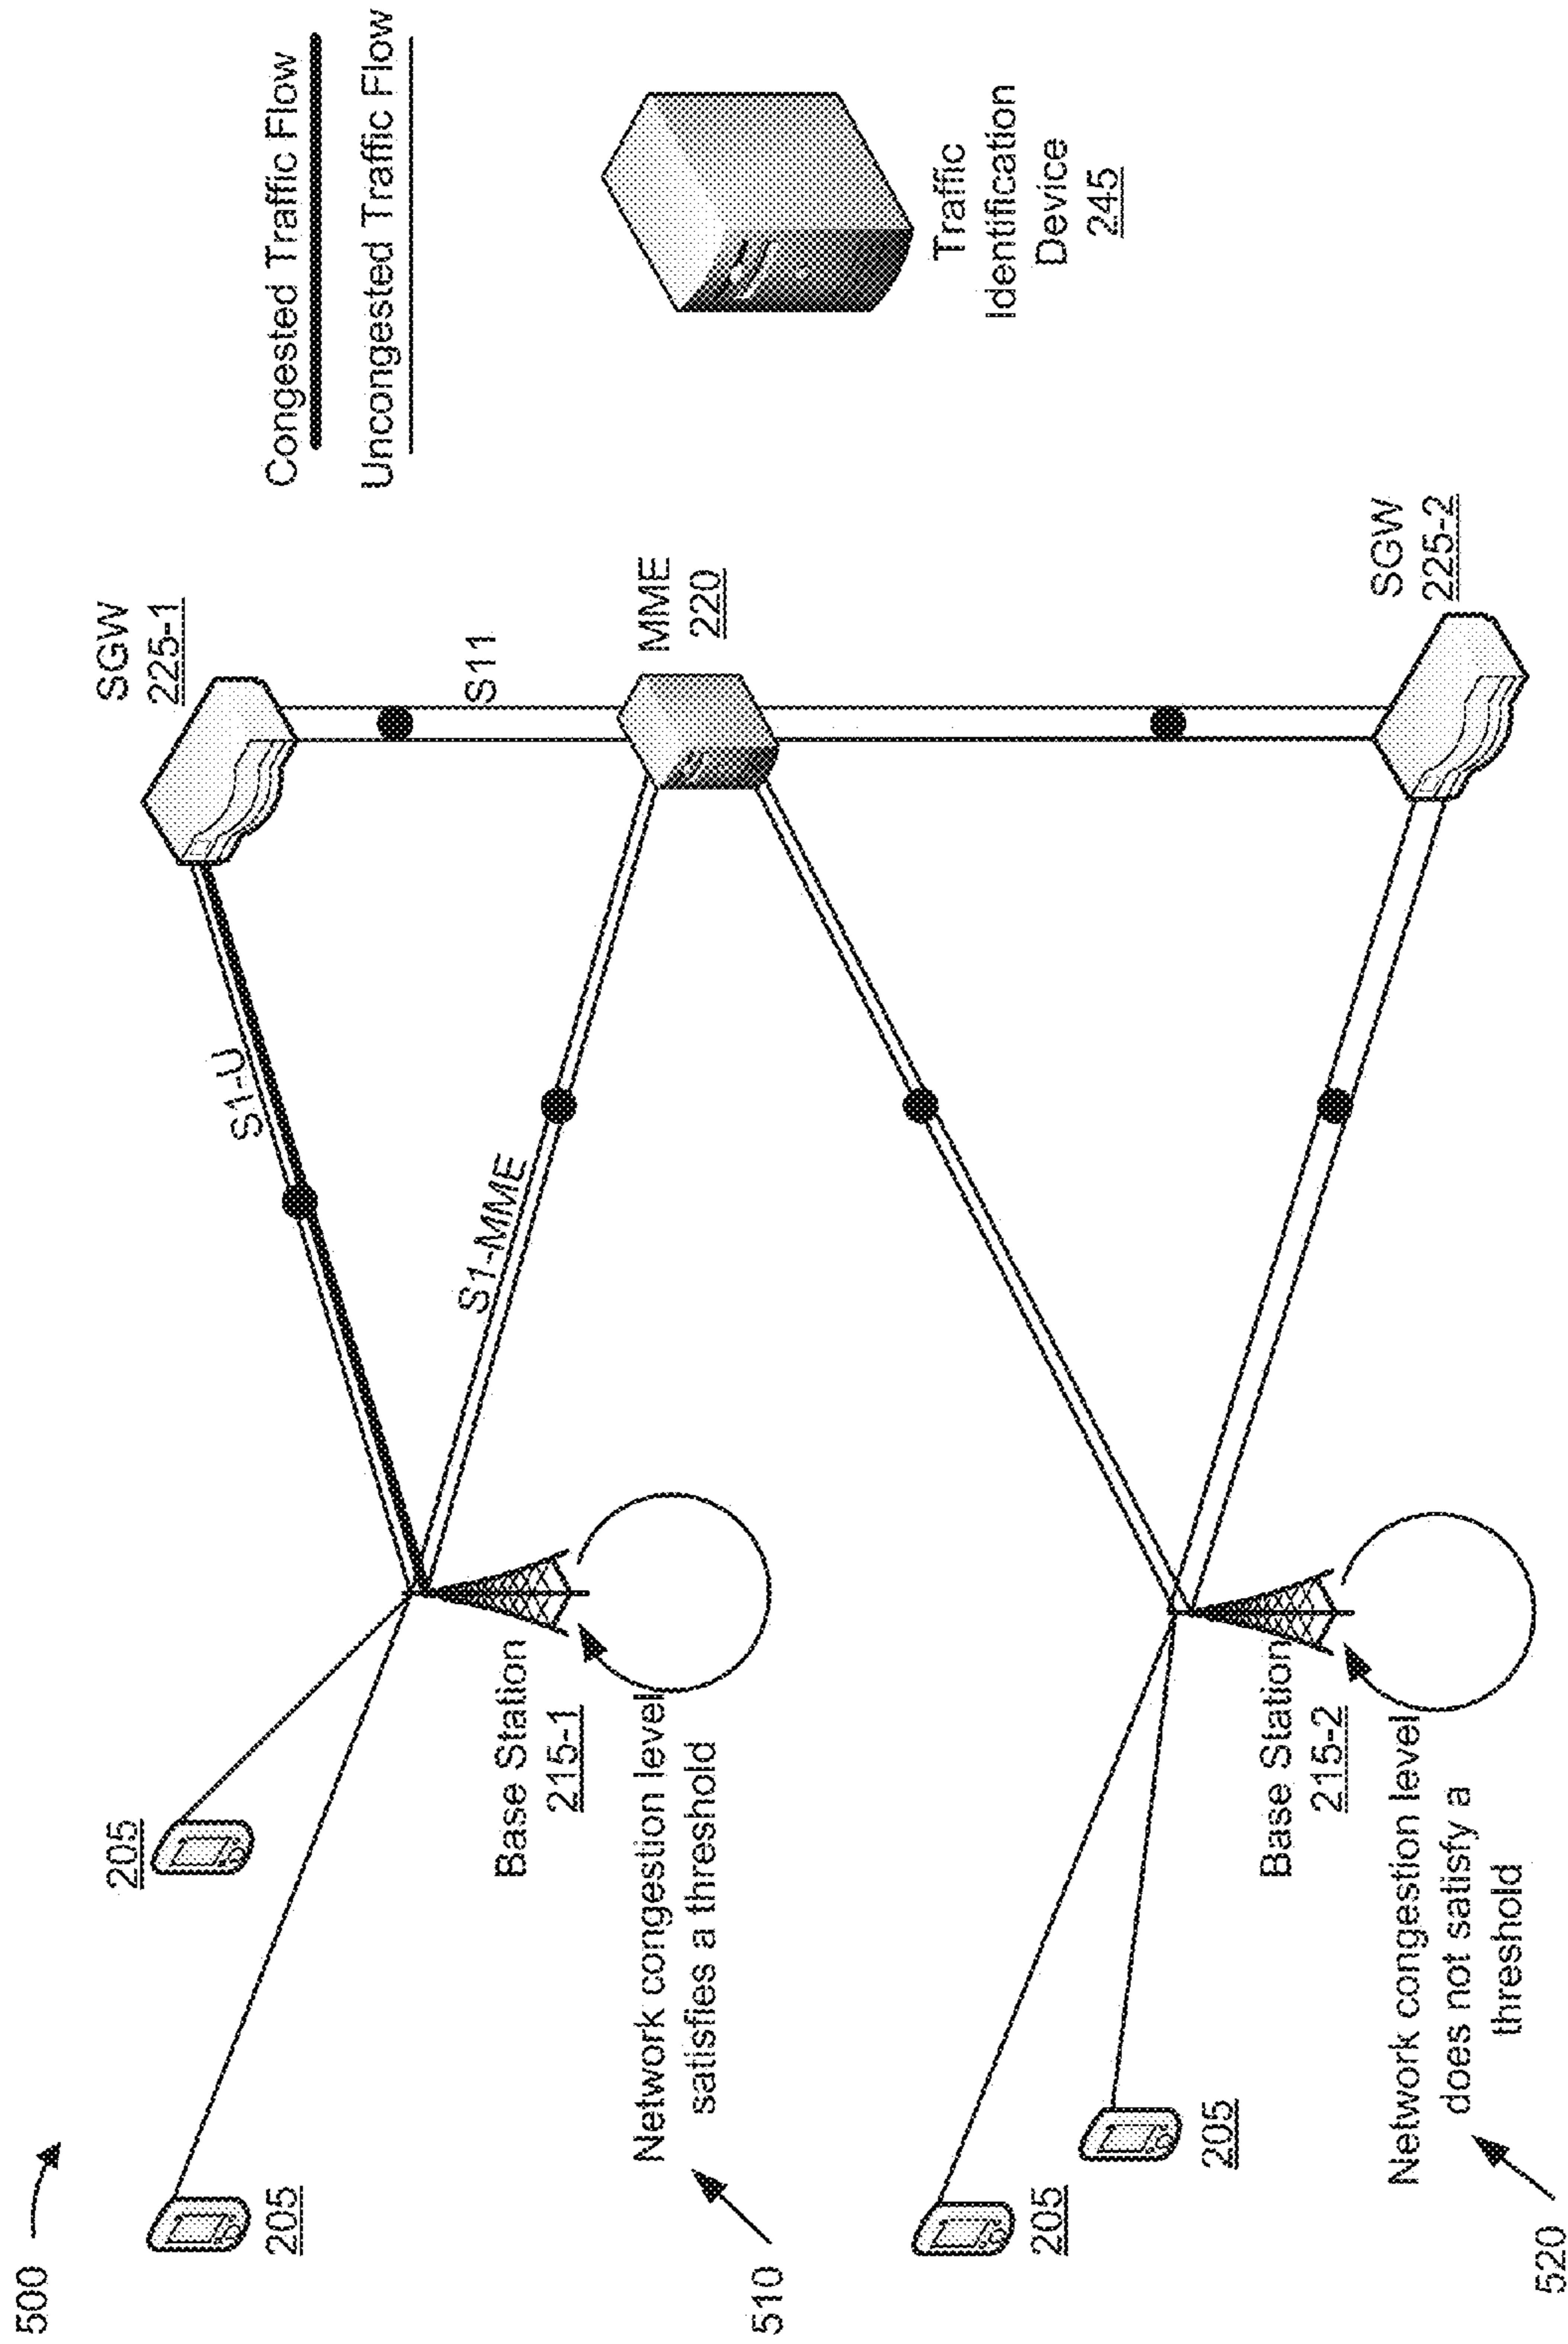 500
205
205
SGW
225-1
Congested Traffic Flow
Uncongested Traffic Flow
S1-U
S11
S1-MME
Base Station
215-1
MME
220
Network congestion level
satisfies a threshold
510
Traffic
Identification
Device
245
205
205
Base Station
215-2
SGW
225-2
Network congestion level
does not satisfy a
threshold
520